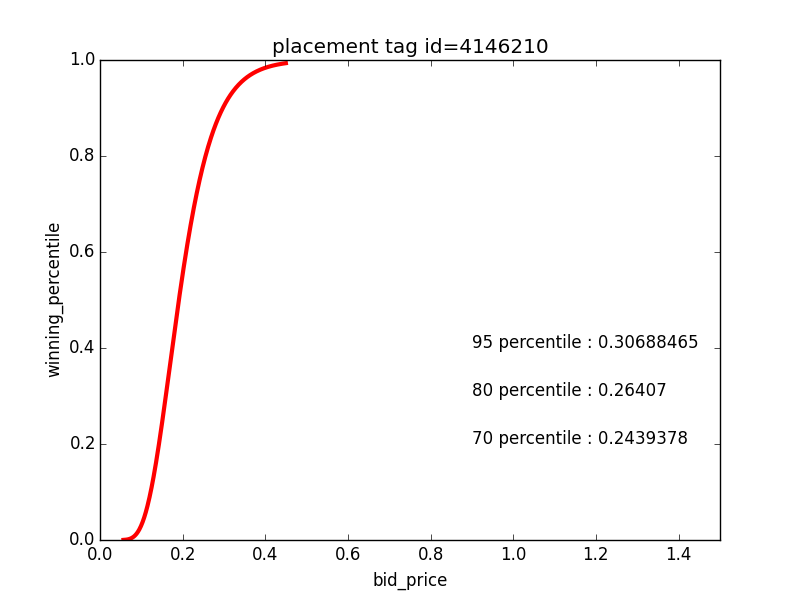 placement tag id=4146210
1.0
0.8
0.6
0.4
0.2
0.0
winning_percentile
95 percentile : 0.30688465
80 percentile : 0.26407
70 percentile : 0.2439378
0.0 0.2 0.4 0.6 0.8 1.0 1.2 1.4
bid_price